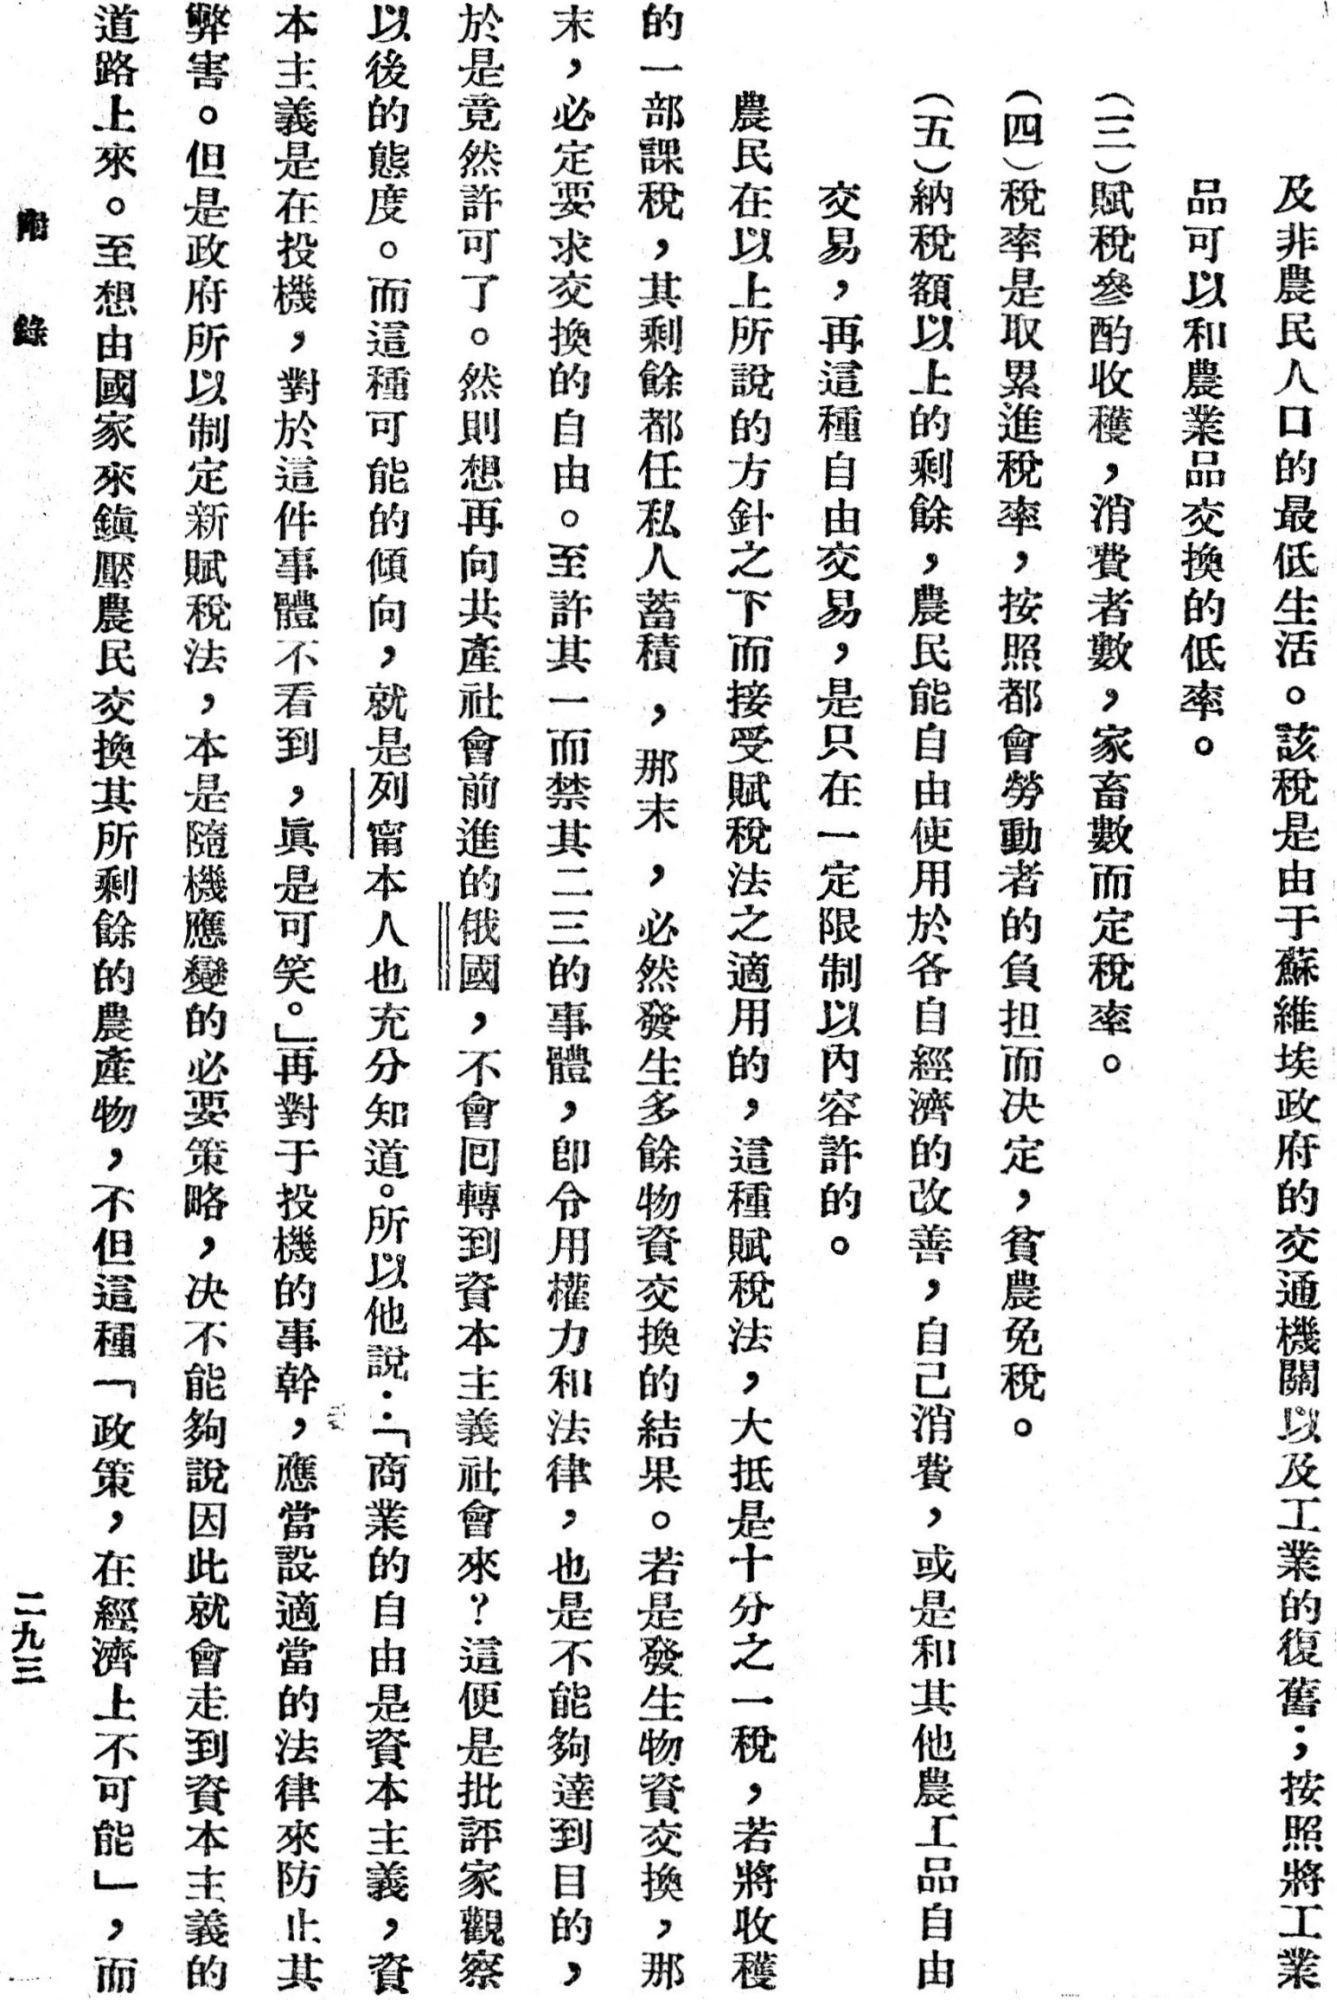 及非農民人口的最低生活。該稅是由于蘇維埃政府的交通機關以及工業的復舊;，按照將工業
品可以和農業品交換的低率。
(三)賦稅參酌收穫，消費者數，家畜數而定稅率。
(四)稅率是取累進稅率，按照都會勞動者的負担而决定，貧農免稅。
(五)納稅額以上的剩餘，農民能自由使用於各自經濟的改善，自己消費，或是和其他農工品自由
交易，再這種自由交易，是只在一定限制以內容許的。
農民在以上所說的方針之下而接受賦稅法之適用的，這種賦稅法，大抵是十分之一稅，若將收穫
的一部課稅，其剩餘都任私人蓄積，那末，必然發生多餘物資交換的結果。若是發生物資交換，那
末，必定要求交換的自由。至許其一而禁其二三的事體，卽令用權力和法律，也是不能夠達到目的，
於是竟然許可了。然則想再向共產社會前進的俄國，不會回轉到資本主義社會來?這便是批評家觀察
以後的態度。而這種可能的傾向，就是列甯本人也充分知道。所以他說:「商業的自由是資本主義，資
本主義是在投機，對於這件事體不看到，眞是可笑。」再對于投機的事幹，應當設適當的法律來防止其
弊害。但是政府所以制定新賦稅法，本是隨機應變的必要策略，决不能夠說因此就會走到資本主義的
道路上來。至想由國家來鎭壓農民交換其所剩餘的農產物，不但這種「政策，在經濟上不可能」，而
附　錄
二九三